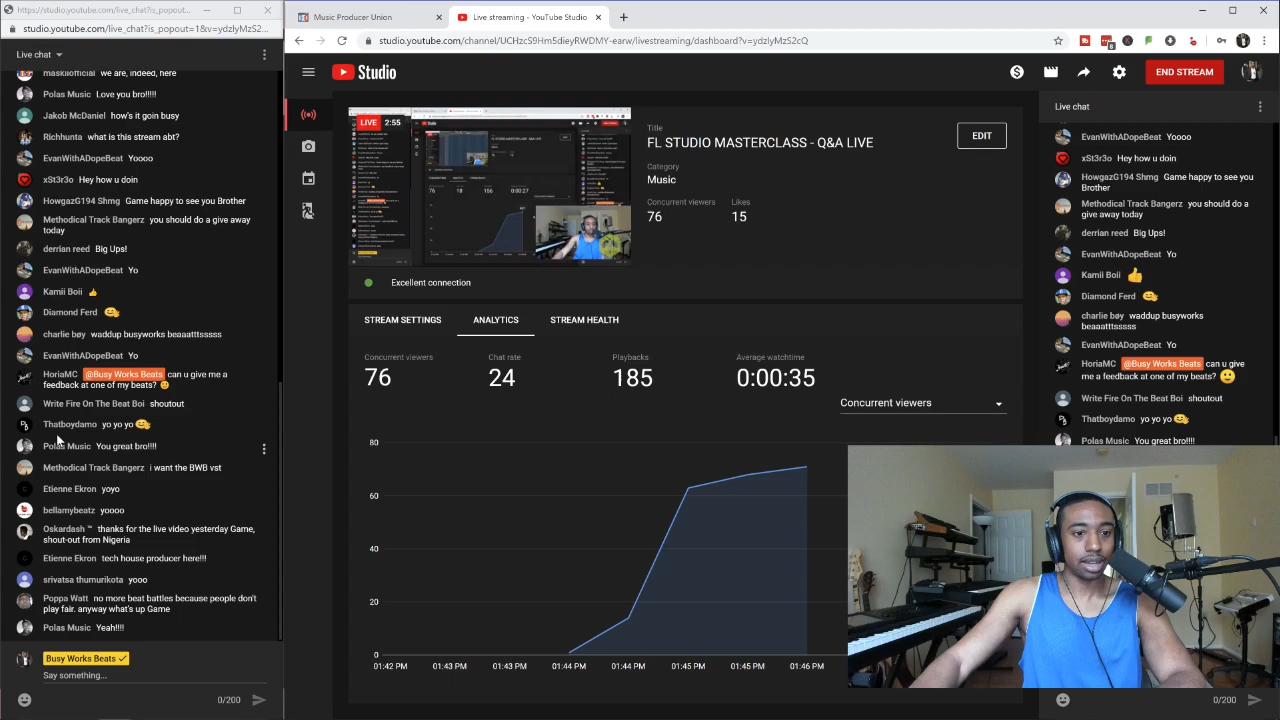 https://studio.youtube.com/live_chat?is_popout...
studio.youtube.com/live_chat?is_popout=1&v=ydzlyMzS2...
Live chat
maskiiofficial we are, indeed, here
Polas Music Love you bro!!!!!
Jakob McDaniel how's it goin busy
Richhunta what is this stream abt?
EvanWithADopeBeat Yoooo
xSt3r3o Hey how u doin
HowgazG194 Shmg Game happy to see you Brother
Methodical Track Bangerz you should do a give away
today
derrian reed Big Ups!
EvanWithADopeBeat Yo
Kamii Boii 👍
Diamond Ferd
charlie bøy waddup busyworks beaaatttsssss
EvanWithADopeBeat Yo
HoriaMC @Busy Works Beats can u give me a
feedback at one of my beats? 🙂
Write Fire On The Beat Boi shoutout
Thatboydamo yo yo yo
Polas Music You great bro!!!!
Methodical Track Bangerz i want the BWB vst
Etienne Ekron yoyo
bellamybeatz yoooo
Oskardash ™ thanks for the live video yesterday Game,
shout-out from Nigeria
Etienne Ekron tech house producer here!!!
srivatsa thumurikota yooo
Poppa Watt no more beat battles because people don't
play fair. anyway what's up Game
Polas Music Yeah!!!!
Busy Works Beats ✓
Say something...
0/200
Music Producer Union
Live streaming - YouTube Studio
studio.youtube.com/channel/UCHzcS9Hm5dieyRWDMY-earw/livestreaming/dashboard?v=ydzlyMzS2cQ
8
Studio
END STREAM
LIVE 2:55
Title
FL STUDIO MASTERCLASS Q&A LIVE
EDIT
Category
Music
Concurrent viewers Likes
76 15
Excellent connection
STREAM SETTINGS ANALYTICS STREAM HEALTH
Concurrent viewers Chat rate Playbacks Average watchtime
76 24 185 0:00:35
Concurrent viewers
80
60
40
20
0
01:42 PM 01:43 PM 01:43 PM 01:44 PM 01:44 PM 01:45 PM 01:45 PM 01:46 PM
Live chat
EvanWithADopeBeat Yoooo
xSt3r3o Hey how u doin
HowgazG194 Shmg Game happy to see you
Brother
Methodical Track Bangerz you should do a
give away today
derrian reed Big Ups!
EvanWithADopeBeat Yo
Kamii Boii 👍
Diamond Ferd
charlie bøy waddup busyworks
beaaatttsssss
EvanWithADopeBeat Yo
HoriaMC @Busy Works Beats can u give
me a feedback at one of my beats? 🙂
Write Fire On The Beat Boi shoutout
Thatboydamo yo yo yo
Polas Music You great bro!!!!
0/200